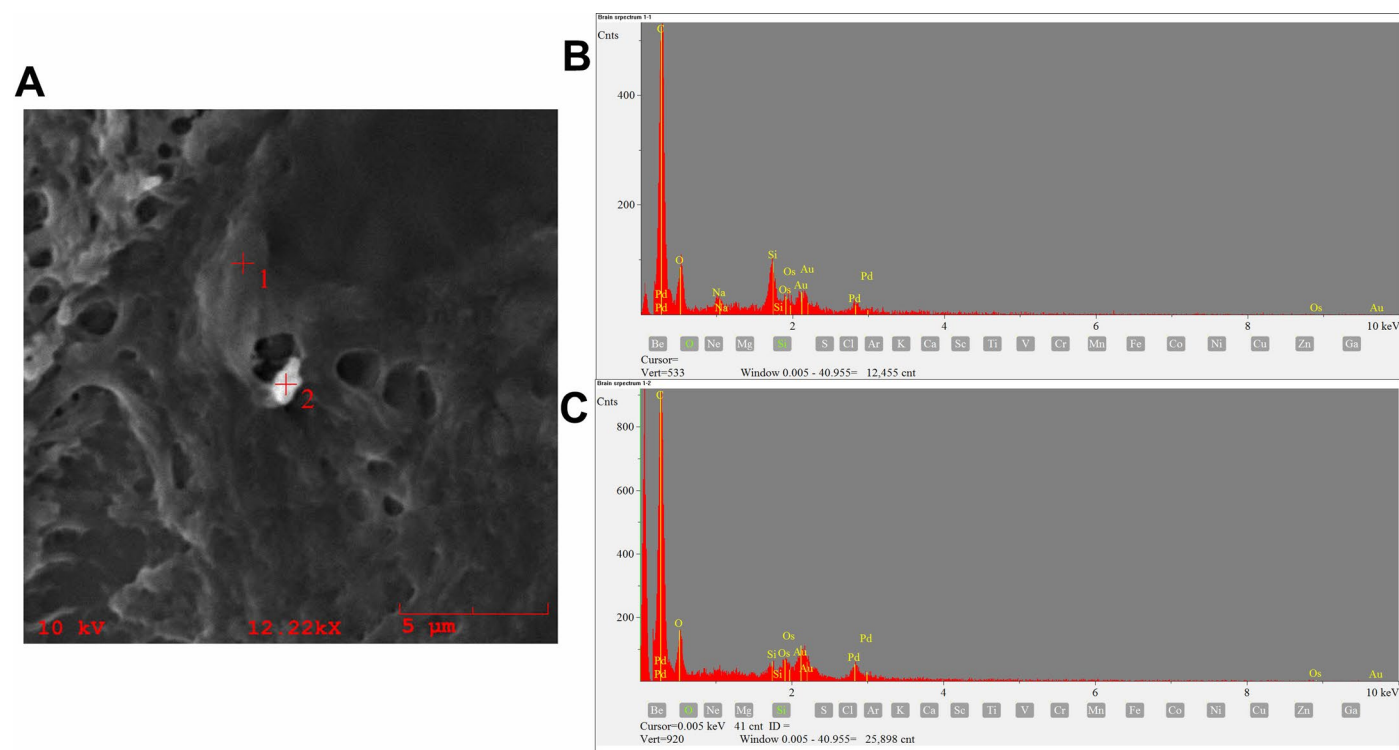 A
1
2
10 kV 12.22kX 5 µm
B
Brain srpectrum 1-1
Cnts
C
400
200
O
Si
Os
Au
Pd
Na
Os
Au
Pd
Pd
Pd
Na
Si
Os
Au
2 4 6 8 10 keV
Be O Ne Mg Si S Cl Ar K Ca Sc Ti V Cr Mn Fe Co Ni Cu Zn Ga
Cursor=
Vert=533 Window 0.005 - 40.955= 12,455 cnt
C
Brain srpectrum 1-2
Cnts
C
800
600
400
200
O
Os
Pd
Si
Os
Au
Pd
Pd
Pd
Si
Au
Os
Au
2 4 6 8 10 keV
Be O Ne Mg Si S Cl Ar K Ca Sc Ti V Cr Mn Fe Co Ni Cu Zn Ga
Cursor=0.005 keV 41 cnt ID =
Vert=920 Window 0.005 - 40.955= 25,898 cnt